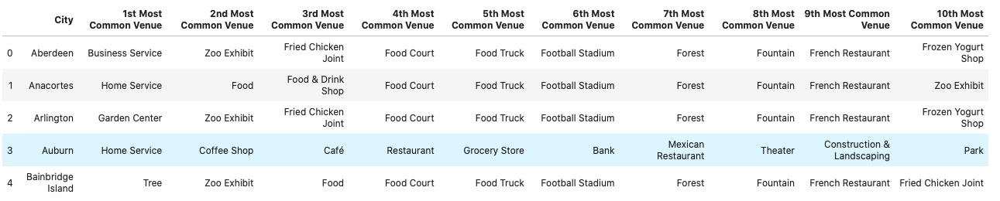 City 1st Most Common Venue 2nd Most Common Venue 3rd Most Common Venue 4th Most Common Venue 5th Most Common Venue 6th Most Common Venue 7th Most Common Venue 8th Most Common Venue 9th Most Common Venue 10th Most Common Venue
0 Aberdeen Business Service Zoo Exhibit Fried Chicken Joint Food Court Food Truck Football Stadium Forest Fountain French Restaurant Frozen Yogurt Shop
1 Anacortes Home Service Food Food & Drink Shop Food Court Food Truck Football Stadium Forest Fountain French Restaurant Zoo Exhibit
2 Arlington Garden Center Zoo Exhibit Fried Chicken Joint Food Court Food Truck Football Stadium Forest Fountain French Restaurant Frozen Yogurt Shop
3 Auburn Home Service Coffee Shop Café Restaurant Grocery Store Bank Mexican Restaurant Theater Construction & Landscaping Park
4 Bainbridge Island Tree Zoo Exhibit Food Food Court Food Truck Football Stadium Forest Fountain French Restaurant Fried Chicken Joint